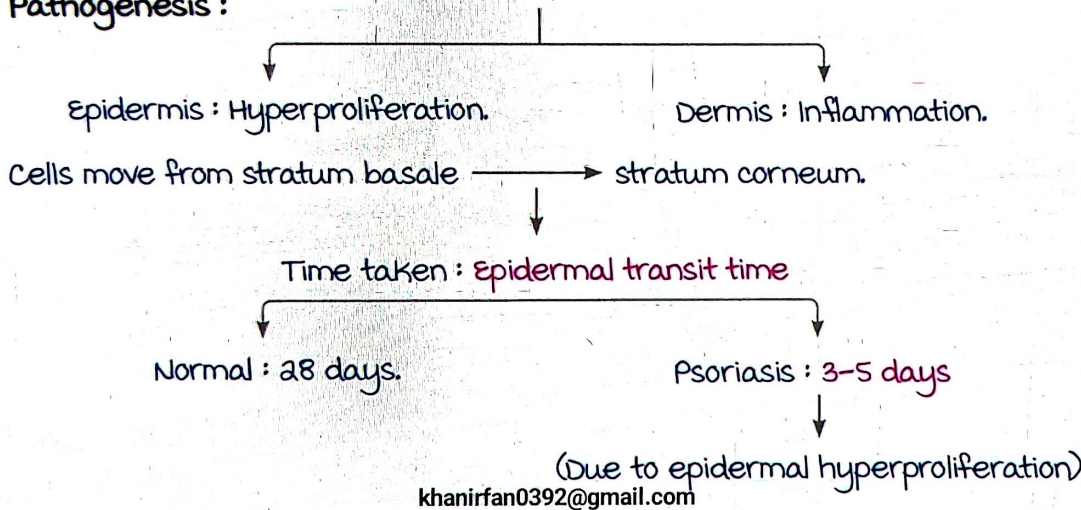 Pathogenesis :
Epidermis : Hyperproliferation. Dermis : Inflammation.
Cells move from stratum basale stratum corneum.
Time taken : Epidermal transit time
Normal : 28 days. Psoriasis : 3-5 days
(Due to epidermal hyperproliferation)
khanirfan0392@gmail.com